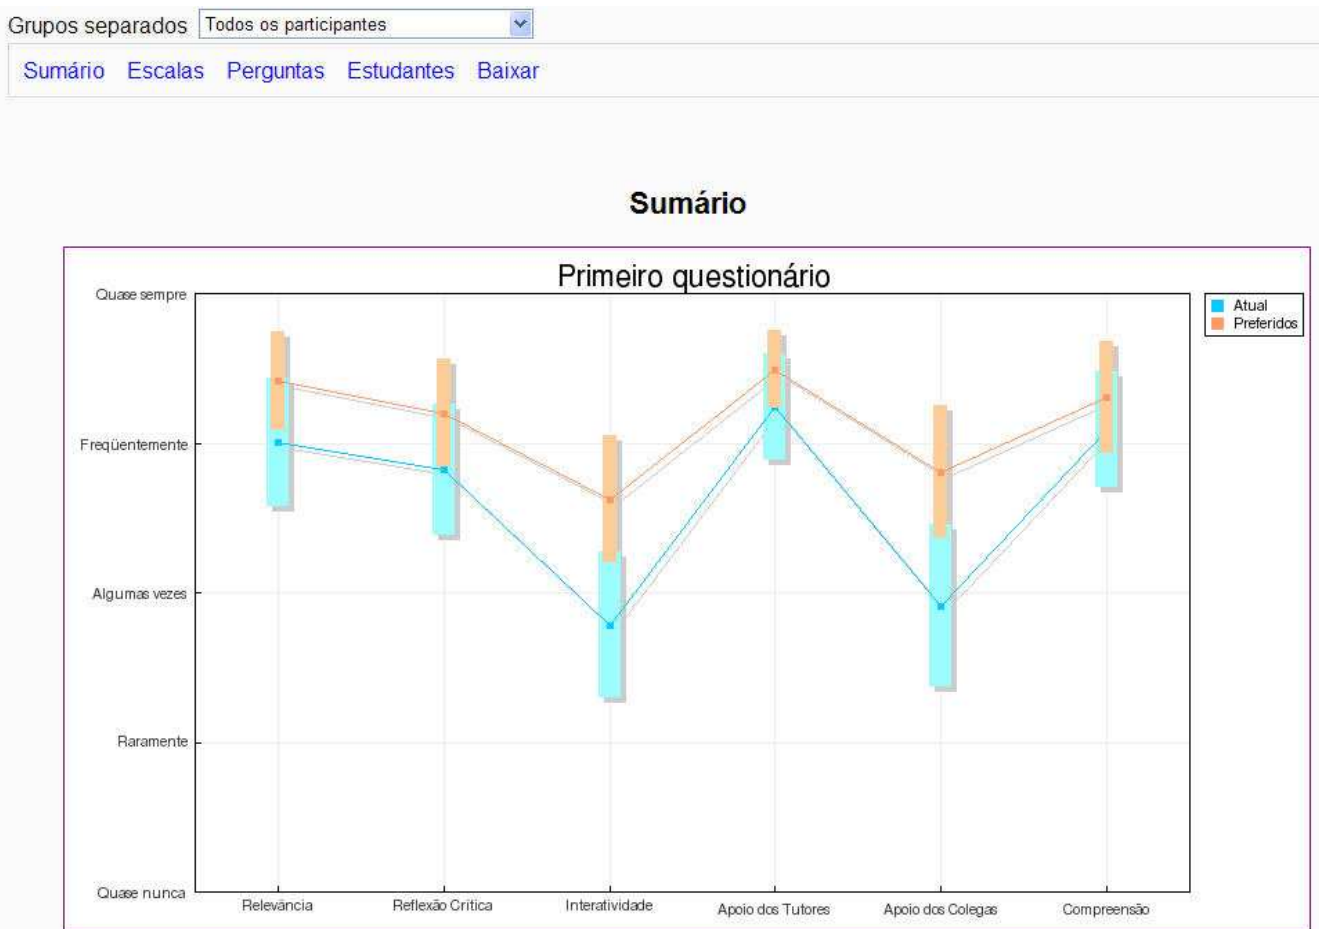 Grupos separados Todos os participantes
Sumário Escalas Perguntas Estudantes Baixar
Sumário
Primeiro questionário
Quase sempre
Freqüentemente
Algumas vezes
Raramente
Quase nunca
Atual
Preferidos
Relevância Reflexão Crítica Interatividade Apoio dos Tutores Apoio dos Colegas Compreensão